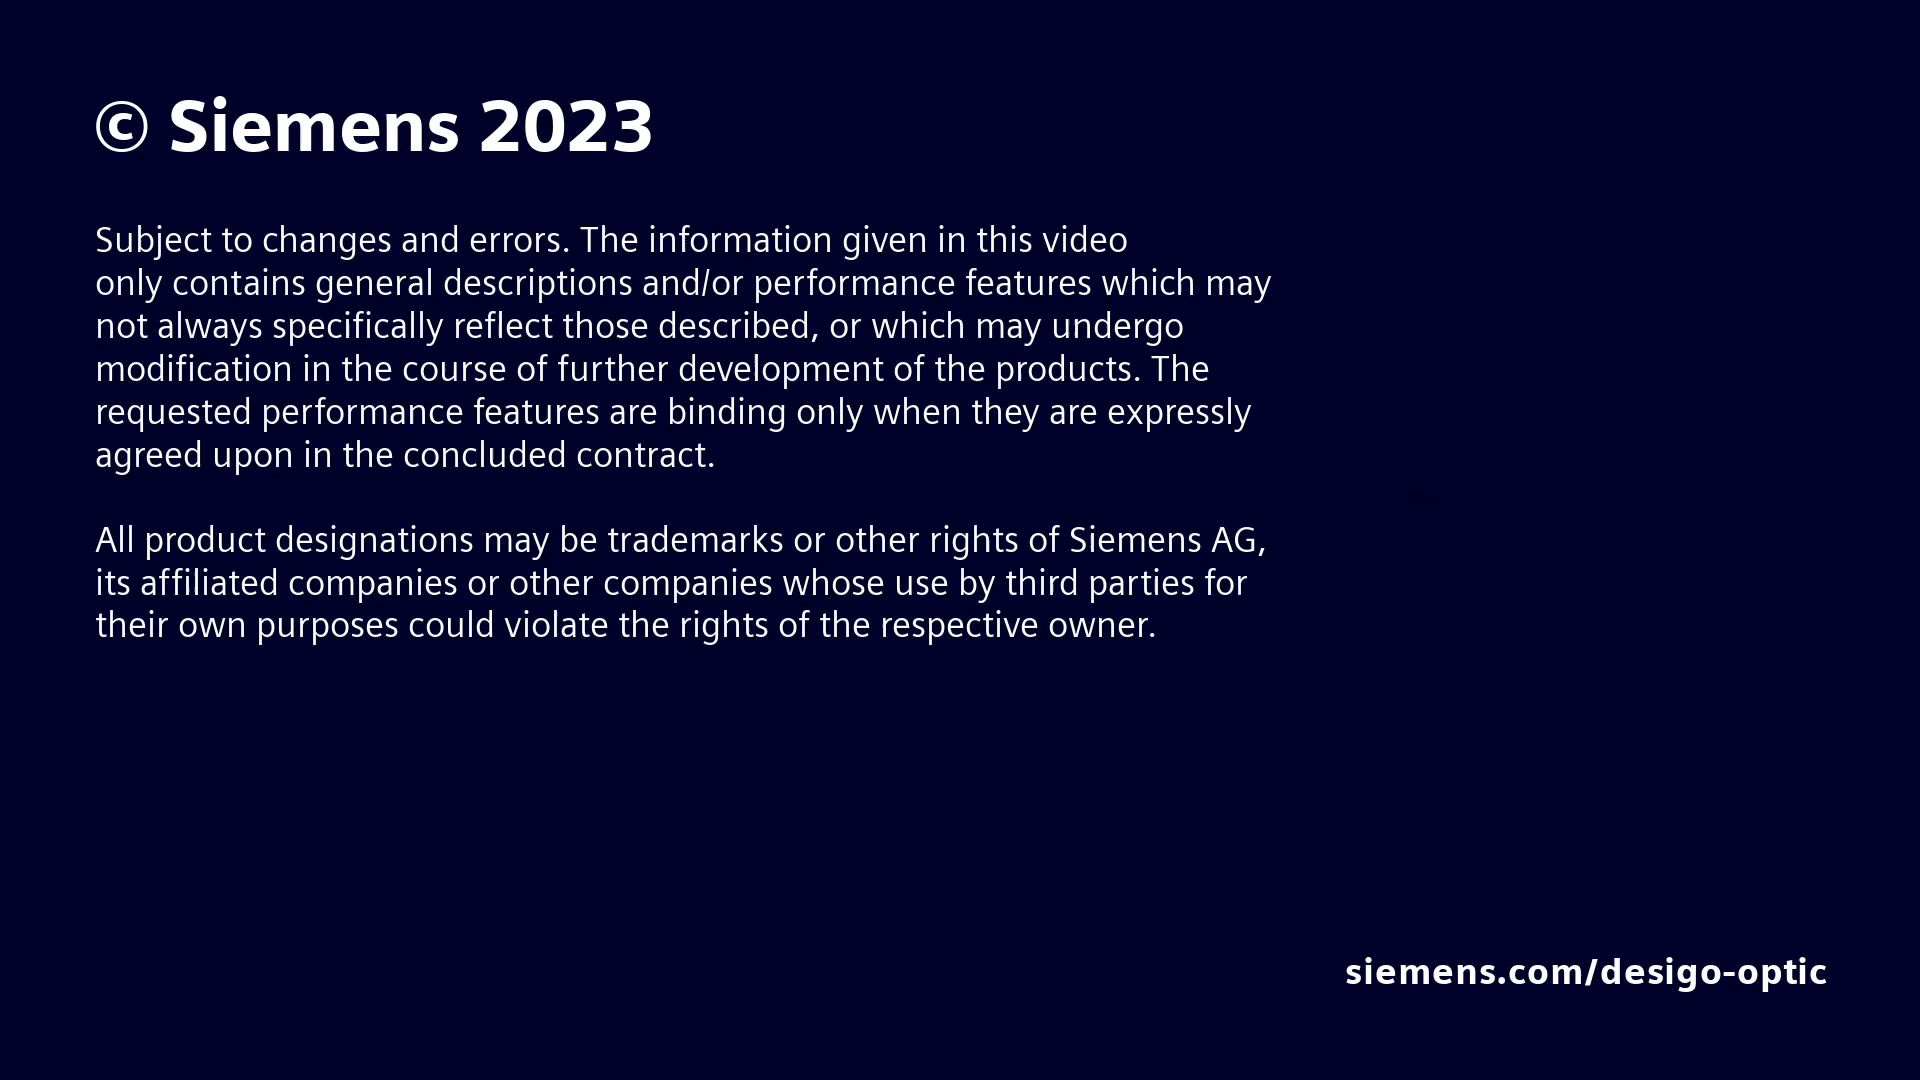 © Siemens 2023
Subject to changes and errors. The information given in this video
only contains general descriptions and/or performance features which may
not always specifically reflect those described, or which may undergo
modification in the course of further development of the products. The
requested performance features are binding only when they are expressly
agreed upon in the concluded contract.
All product designations may be trademarks or other rights of Siemens AG,
its affiliated companies or other companies whose use by third parties for
their own purposes could violate the rights of the respective owner.
siemens.com/desigo-optic